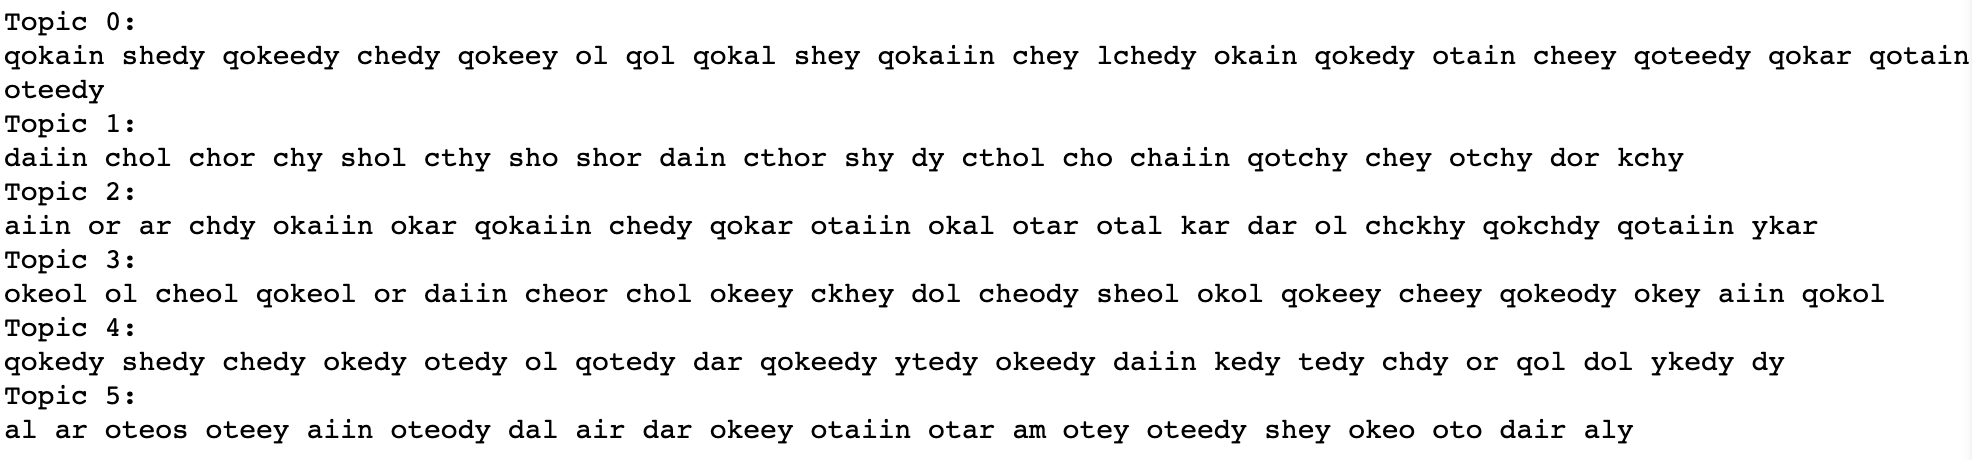 Topic 0:
qokain shedy qokeedy chedy qokeey ol qol qokal shey qokaiin chey lchedy okain qokedy otain cheey qoteedy qokar qotain
oteedy
Topic 1:
daiin chol chor chy shol cthy sho shor dain cthor shy dy cthol cho chaiin qotchy chey otchy dor kchy
Topic 2:
aiin or ar chdy okaiin okar qokaiin chedy qokar otaiin okal otar otal kar dar ol chckhy qokchdy qotaiin ykar
Topic 3:
okeol ol cheol qokeol or daiin cheor chol okeey ckhey dol cheody sheol okol qokeey cheey qokeody okey aiin qokol
Topic 4:
qokedy shedy chedy okedy otedy ol qotedy dar qokeedy ytedy okeedy daiin kedy tedy chdy or qol dol ykedy dy
Topic 5:
al ar oteos oteey aiin oteody dal air dar okeey otaiin otar am otey oteedy shey okeo oto dair aly